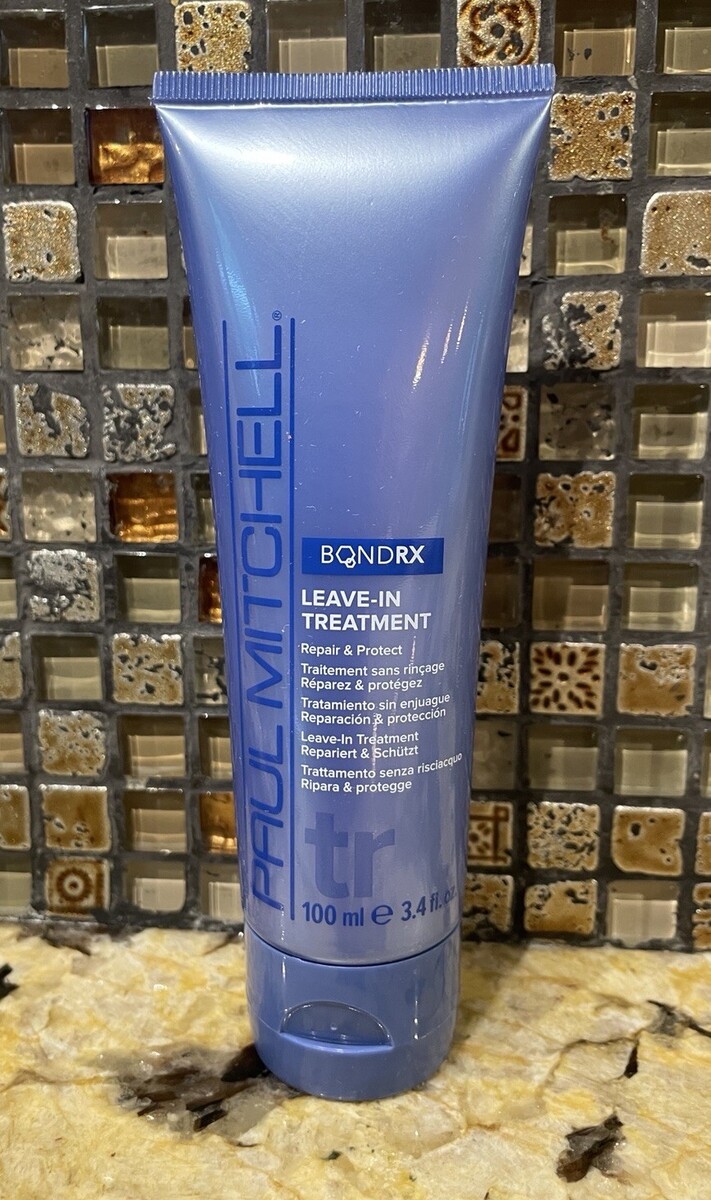 PAUL MITCHELL®
BONDRX
LEAVE-IN
TREATMENT
Repair & Protect
Traitement sans rinçage
Réparez & protégez
Tratamiento sin enjuague
Reparación & protección
Leave-In Treatment
Repariert & Schützt
Trattamento senza risciacquo
Ripara & protegge
tr
100 ml ℮ 3.4 fl. oz.